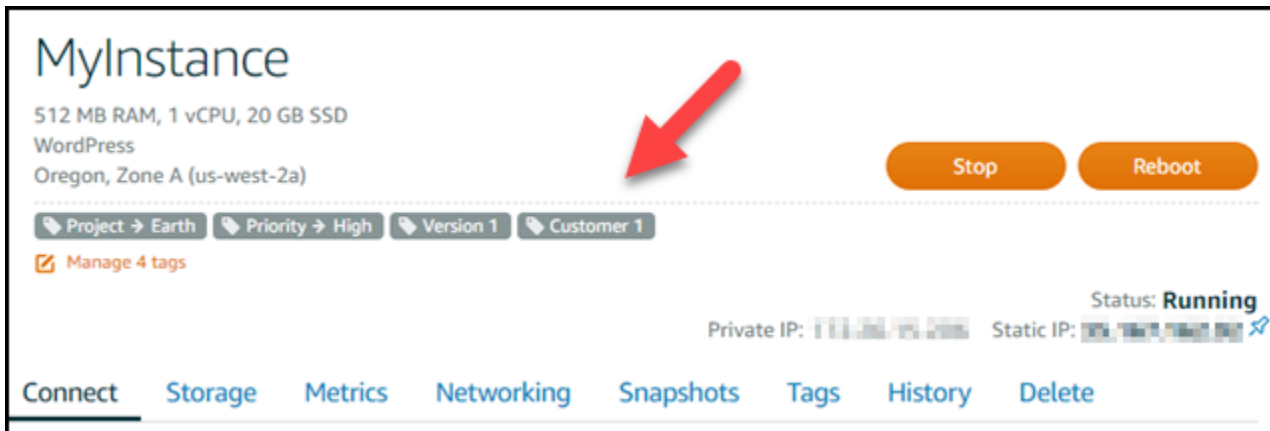 MyInstance
512 MB RAM, 1 vCPU, 20 GB SSD
WordPress
Oregon, Zone A (us-west-2a)
Stop Reboot
Project → Earth Priority → High Version 1 Customer 1
Manage 4 tags
Status: Running
Private IP: Static IP:
Connect Storage Metrics Networking Snapshots Tags History Delete